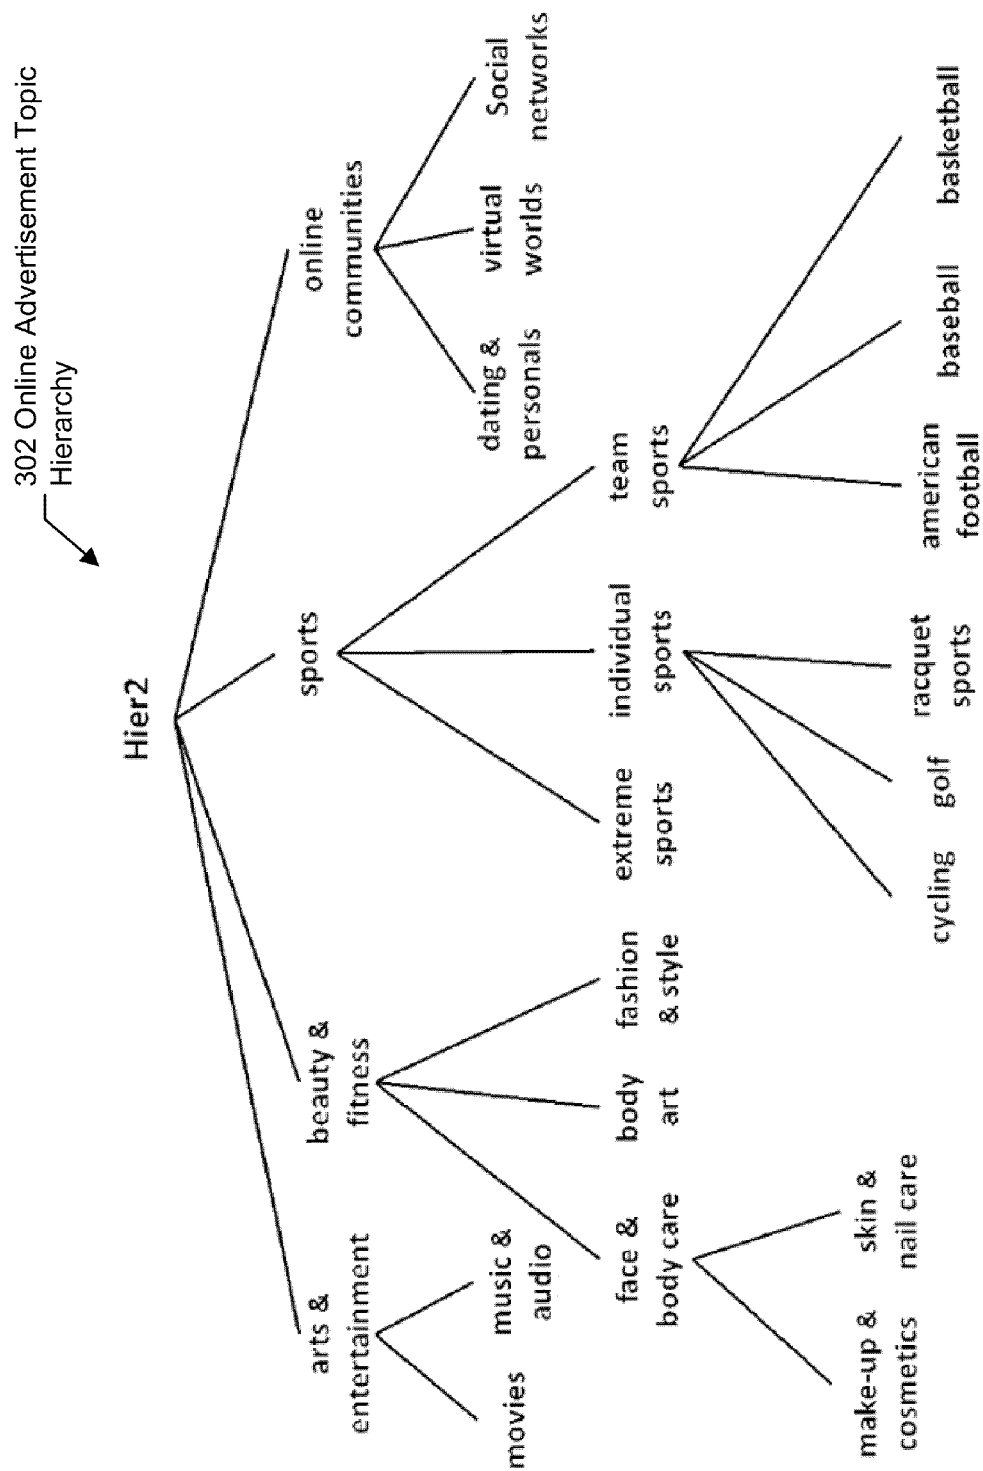 302 Online Advertisement Topic
Hierarchy
Hier2
arts &
entertainment
beauty &
fitness
sports
online
communities
movies
music &
audio
dating &
personals
virtual
worlds
Social
networks
face &
body care
body
art
fashion
& style
extreme
sports
individual
sports
team
sports
make-up &
cosmetics
skin &
nail care
cycling
golf
racquet
sports
american
football
baseball
basketball